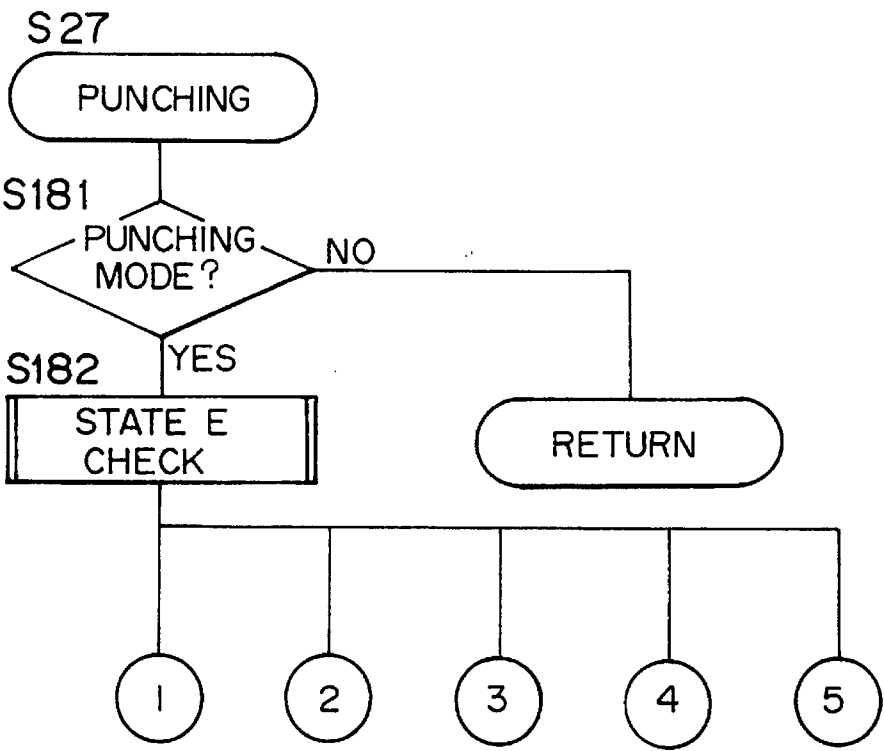 S27
PUNCHING
S181
PUNCHING
MODE?
NO
YES
S182
STATE E
CHECK
RETURN
1
2
3
4
5